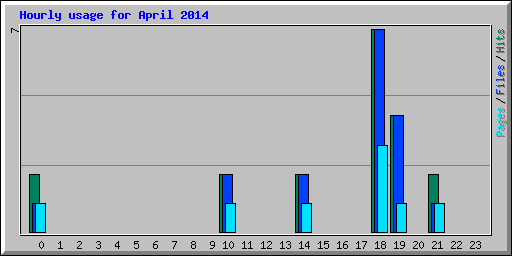 Hourly usage for April 2014
7
Pages/Files/Hits
0 1 2 3 4 5 6 7 8 9 10 11 12 13 14 15 16 17 18 19 20 21 22 23